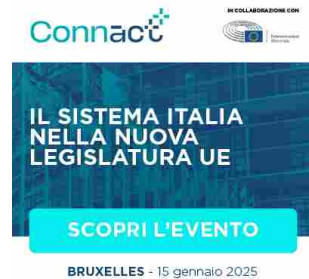 Connact
IN COLLABORAZIONE CON
IL SISTEMA ITALIA
NELLA NUOVA
LEGISLATURA UE
SCOPRI L'EVENTO
BRUXELLES - 15 gennaio 2025